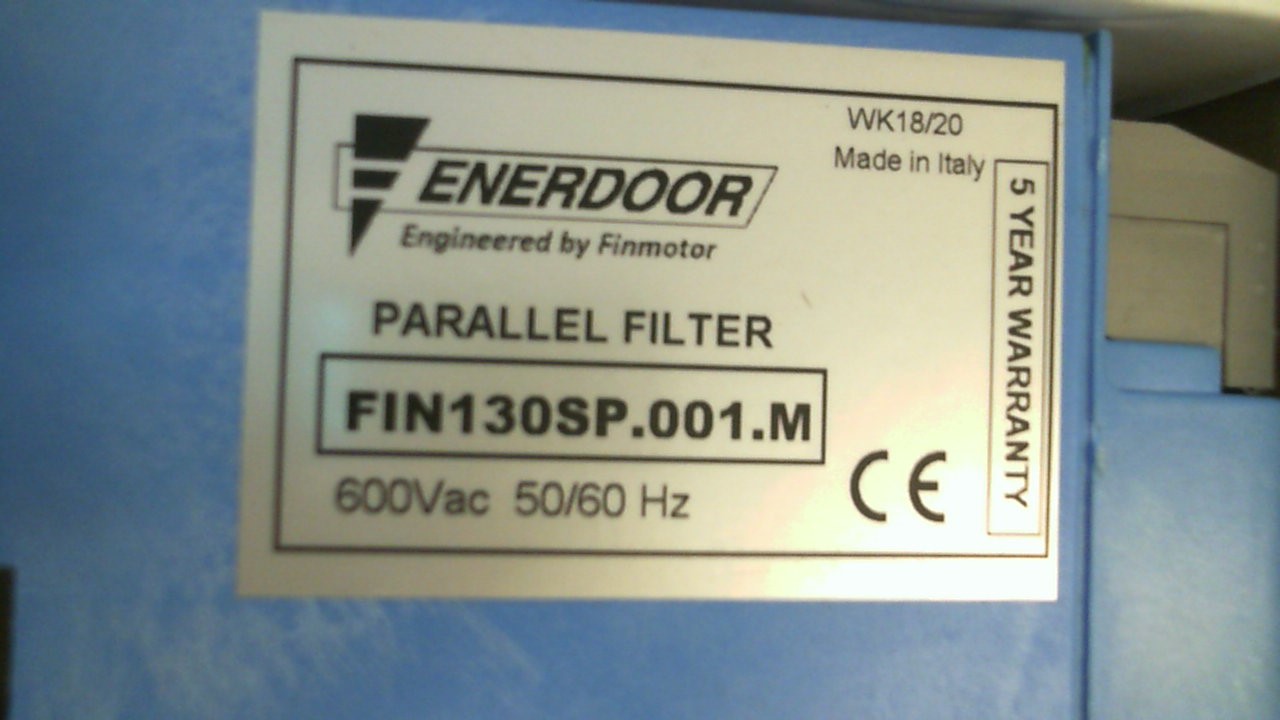 WK18/20
Made in Italy
ENERDOOR
Engineered by Finmotor
PARALLEL FILTER
FIN130SP.001.M
600Vac 50/60 Hz
CE
5 YEAR WARRANTY